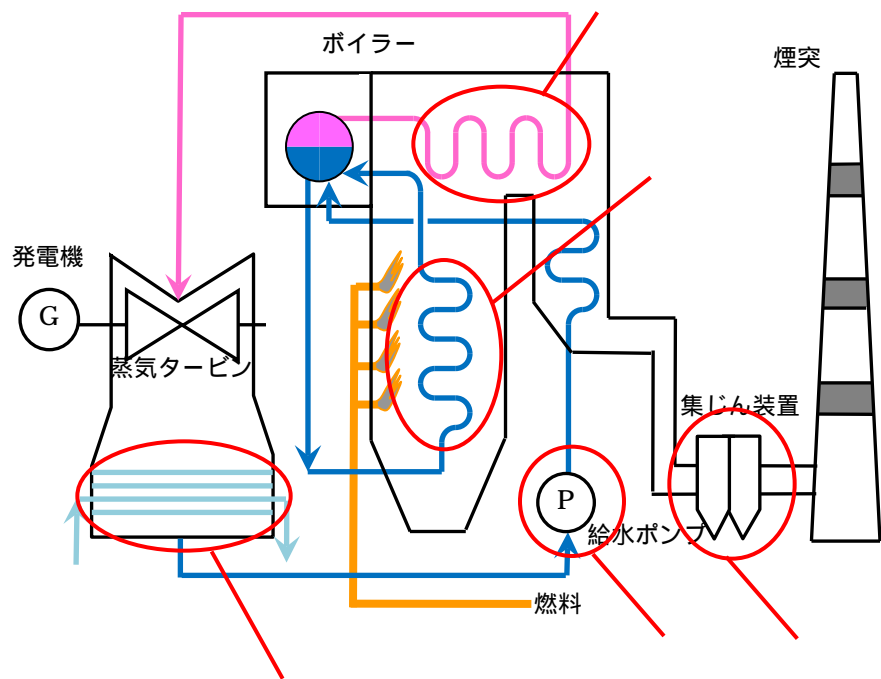 ボイラー
煙突
発電機
G
蒸気タービン
集じん装置
P
給水ポンプ
燃料